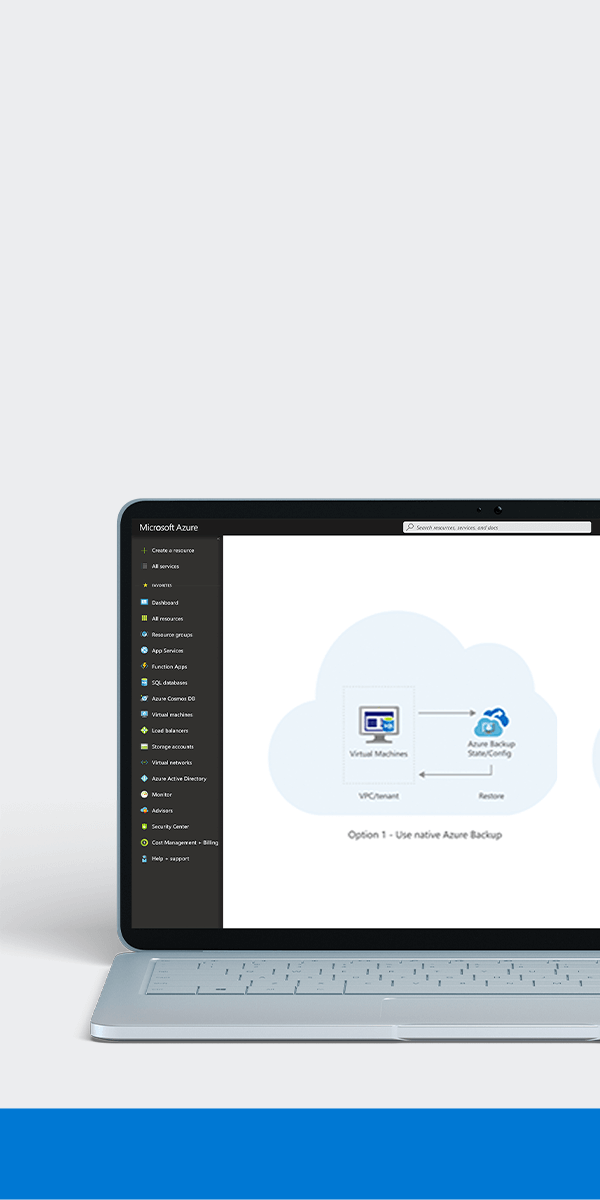 Microsoft Azure
Search resources, services, and docs
Create a resource
All services
FAVORITES
Dashboard
All resources
Resource groups
App Services
Function Apps
SQL databases
Azure Cosmos DB
Virtual machines
Load balancers
Storage accounts
Virtual networks
Azure Active Directory
Monitor
Advisors
Security Center
Cost Management + Billing
Help + support
Virtual Machines
Azure Backup
State/Config
VPC/tenant
Restore
Option 1 - Use native Azure Backup